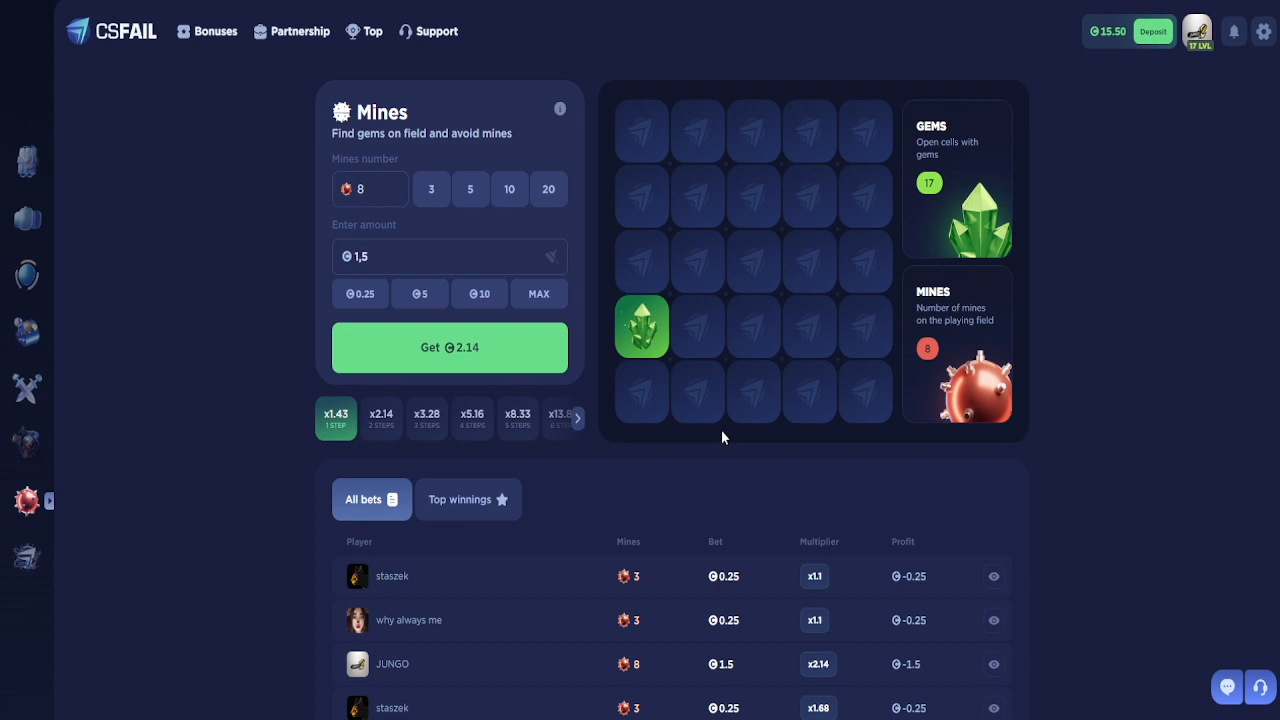 CSFAIL
Bonuses
Partnership
Top
Support
15.50
Deposit
17 LVL
Mines
Find gems on field and avoid mines
Mines number
8
3
5
10
20
Enter amount
1,5
0.25
5
10
MAX
Get 2.14
x1.43
1 STEP
x2.14
2 STEPS
x3.28
3 STEPS
x5.16
4 STEPS
x8.33
5 STEPS
x13.8
GEMS
Open cells with
gems
17
MINES
Number of mines
on the playing field
8
All bets
Top winnings
Player Mines Bet Multiplier Profit
staszek 3 0.25 x1.1 -0.25
why always me 3 0.25 x1.1 -0.25
JUNGO 8 1.5 x2.14 -1.5
staszek 3 0.25 x1.68 -0.25